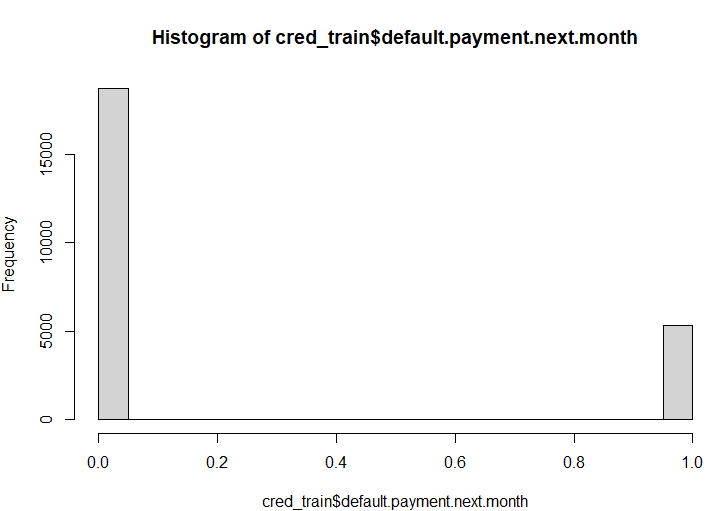 Histogram of cred_train$default.payment.next.month
Frequency
15000
10000
5000
0
0.0 0.2 0.4 0.6 0.8 1.0
cred_train$default.payment.next.month